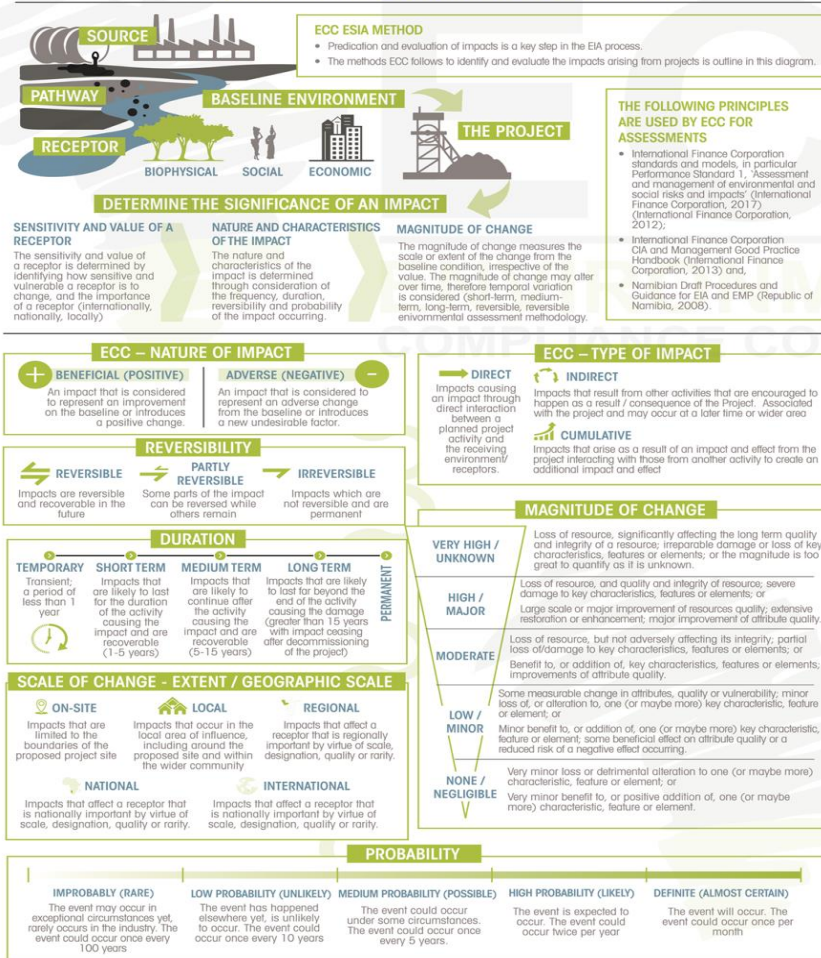 SOURCE
PATHWAY
RECEPTOR
BASELINE ENVIRONMENT
BIOPHYSICAL
SOCIAL
ECONOMIC
THE PROJECT
ECC ESIA METHOD
• Predication and evaluation of impacts is a key step in the EIA process.
• The methods ECC follows to identify and evaluate the impacts arising from projects is outline in this diagram.
THE FOLLOWING PRINCIPLES
ARE USED BY ECC FOR
ASSESSMENTS
• International Finance Corporation
standards and models, in particular
Performance Standard 1, 'Assessment
and management of environmental and
social risks and impacts' (International
Finance Corporation, 2017)
(International Finance Corporation,
2012);
• International Finance Corporation
CIA and Management Good Practice
Handbook (International Finance
Corporation, 2013) and,
• Namibian Draft Procedures and
Guidance for EIA and EMP (Republic of
Namibia, 2008).
DETERMINE THE SIGNIFICANCE OF AN IMPACT
SENSITIVITY AND VALUE OF A
RECEPTOR
The sensitivity and value of
a receptor is determined by
identifying how sensitive and
vulnerable a receptor is to
change, and the importance
of a receptor (internationally,
nationally, locally)
NATURE AND CHARACTERISTICS
OF THE IMPACT
The nature and
characteristics of the
impact is determined
through consideration of
the frequency, duration,
reversibility and probability
of the impact occurring.
MAGNITUDE OF CHANGE
The magnitude of change measures the
scale or extent of the change from the
baseline condition, irrespective of the
value. The magnitude of change may alter
over time, therefore temporal variation
is considered (short-term, medium-
term, long-term, reversible, reversible
enivornmental assessment methodology.
COMPLIANCE CO
ECC – NATURE OF IMPACT
+ BENEFICIAL (POSITIVE)
An impact that is considered
to represent an improvement
on the baseline or introduces
a positive change.
ADVERSE (NEGATIVE) -
An impact that is considered to
represent an adverse change
from the baseline or introduces
a new undesirable factor.
REVERSIBILITY
REVERSIBLE
Impacts are reversible
and recoverable in the
future
PARTLY
REVERSIBLE
Some parts of the impact
can be reversed while
others remain
IRREVERSIBLE
Impacts which are
not reversible and are
permanent
DURATION
TEMPORARY
Transient;
a period of
less than 1
year
SHORT TERM
Impacts that
are likely to last
for the duration
of the activity
causing the
impact and are
recoverable
(1-5 years)
MEDIUM TERM
Impacts that
are likely to
continue after
the activity
causing the
impact and are
recoverable
(5-15 years)
LONG TERM
Impacts that are likely
to last far beyond the
end of the activity
causing the damage
(greater than 15 years
with impact ceasing
after decommissioning
of the project)
PERMANENT
SCALE OF CHANGE - EXTENT / GEOGRAPHIC SCALE
ON-SITE
Impacts that are
limited to the
boundaries of the
proposed project site
LOCAL
Impacts that occur in the
local area of influence,
including around the
proposed site and within
the wider community
REGIONAL
Impacts that affect a
receptor that is regionally
important by virtue of scale,
designation, quality or rarity.
NATIONAL
Impacts that affect a receptor that
is nationally important by virtue of
scale, designation, quality or rarity.
INTERNATIONAL
Impacts that affect a receptor that
is nationally important by virtue of
scale, designation, quality or rarity.
ECC – TYPE OF IMPACT
DIRECT
Impacts causing
an impact through
direct interaction
between a
planned project
activity and
the receiving
environment/
receptors.
INDIRECT
Impacts that result from other activities that are encouraged to
happen as a result / consequence of the Project. Associated
with the project and may occur at a later time or wider area
CUMULATIVE
Impacts that arise as a result of an impact and effect from the
project interacting with those from another activity to create an
additional impact and effect
MAGNITUDE OF CHANGE
VERY HIGH /
UNKNOWN
Loss of resource, significantly affecting the long term quality
and integrity of a resource; irreparable damage or loss of key
characteristics, features or elements; or the magnitude is too
great to quantify as it is unknown.
HIGH /
MAJOR
Loss of resource, and quality and integrity of resource; severe
damage to key characteristics, features or elements; or
Large scale or major improvement of resources quality; extensive
restoration or enhancement; major improvement of attribute quality.
MODERATE
Loss of resource, but not adversely affecting its integrity; partial
loss of/damage to key characteristics, features or elements; or
Benefit to, or addition of, key characteristics, features or elements;
improvements of attribute quality.
LOW /
MINOR
Some measurable change in attributes, quality or vulnerability; minor
loss of, or alteration to, one (or maybe more) key characteristic, feature
or element; or
Minor benefit to, or addition of, one (or maybe more) key characteristic,
feature or element; some beneficial effect on attribute quality or a
reduced risk of a negative effect occurring.
NONE /
NEGLIGIBLE
Very minor loss or detrimental alteration to one (or maybe more)
characteristic, feature or element; or
Very minor benefit to, or positive addition of, one (or maybe
more) characteristic, feature or element.
PROBABILITY
IMPROBABLY (RARE)
The event may occur in
exceptional circumstances yet,
rarely occurs in the industry. The
event could occur once every
100 years
LOW PROBABILITY (UNLIKELY)
The event has happened
elsewhere yet, is unlikely
to occur. The event could
occur once every 10 years
MEDIUM PROBABILITY (POSSIBLE)
The event could occur
under some circumstances.
The event could occur once
every 5 years.
HIGH PROBABILITY (LIKELY)
The event is expected to
occur. The event could
occur twice per year
DEFINITE (ALMOST CERTAIN)
The event will occur. The
event could occur once per
month